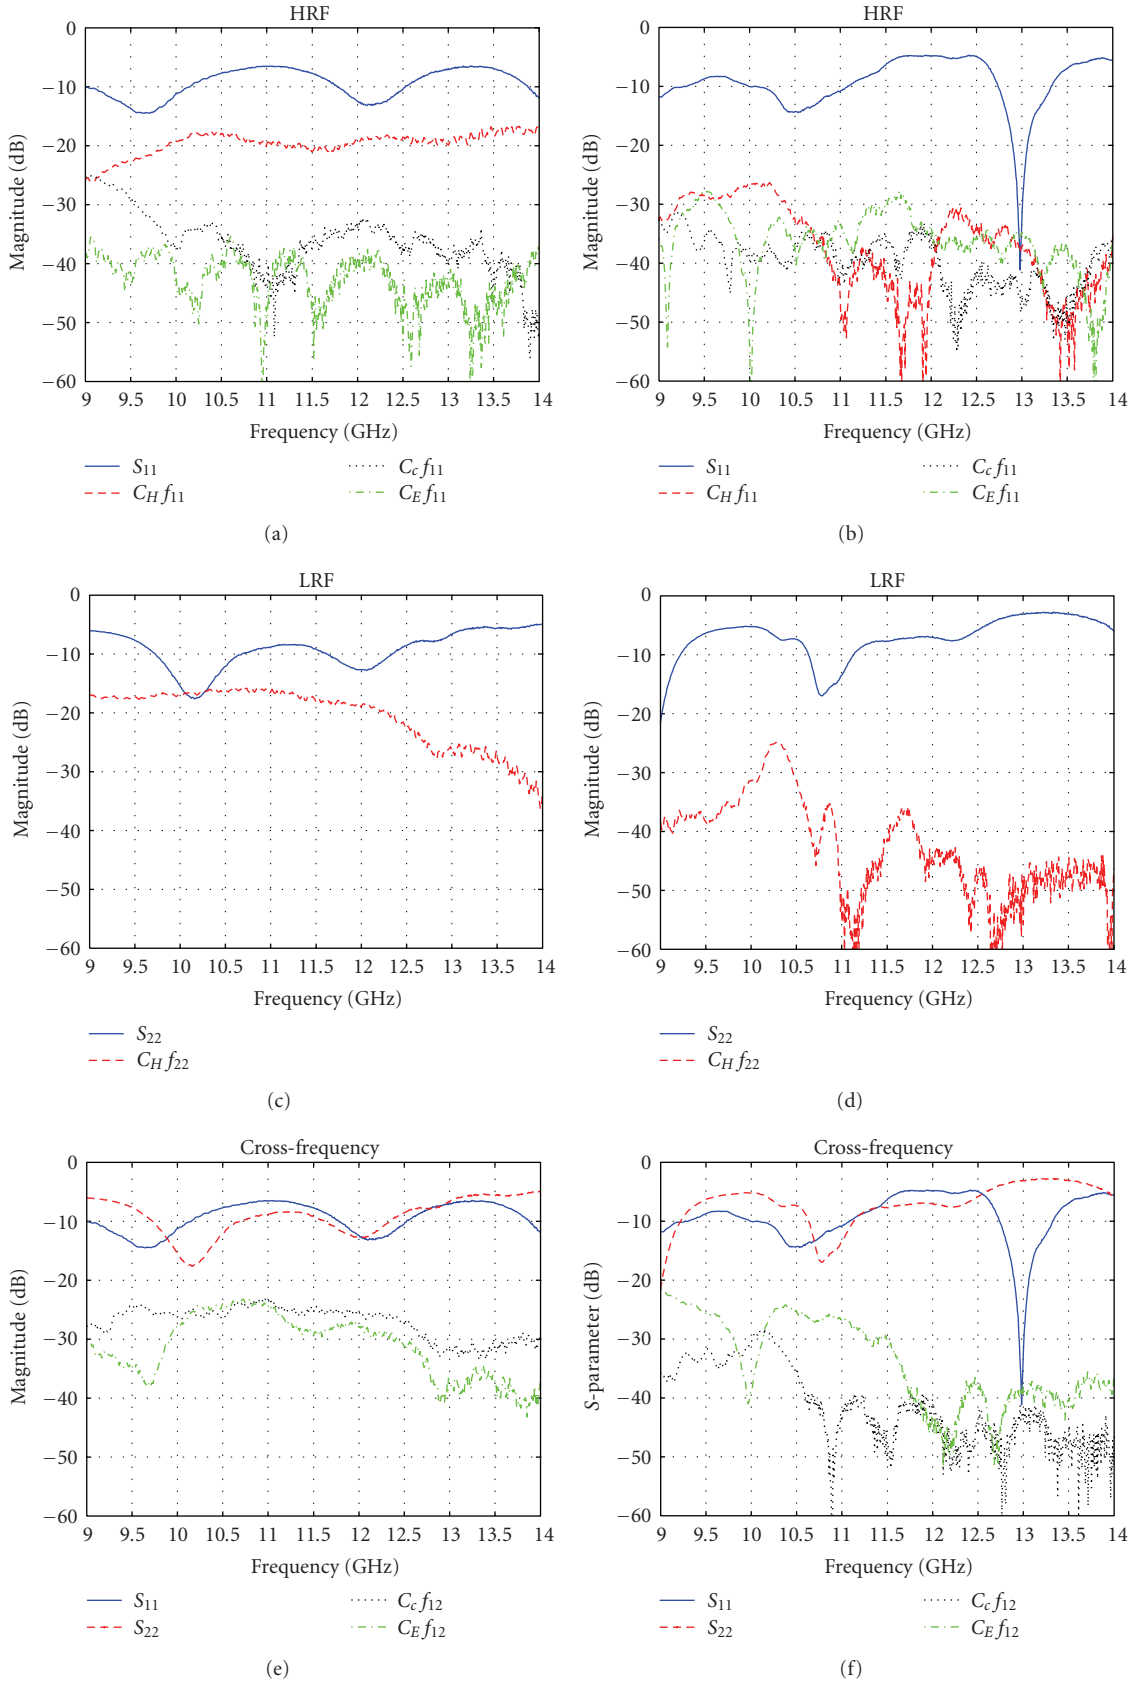 HRF
0
−10
−20
−30
−40
−50
−60
Magnitude (dB)
9 9.5 10 10.5 11 11.5 12 12.5 13 13.5 14
Frequency (GHz)
S11
CH f11
Cc f11
CE f11
(a)
HRF
0
−10
−20
−30
−40
−50
−60
Magnitude (dB)
9 9.5 10 10.5 11 11.5 12 12.5 13 13.5 14
Frequency (GHz)
S11
CH f11
Cc f11
CE f11
(b)
LRF
0
−10
−20
−30
−40
−50
−60
Magnitude (dB)
9 9.5 10 10.5 11 11.5 12 12.5 13 13.5 14
Frequency (GHz)
S22
CH f22
(c)
LRF
0
−10
−20
−30
−40
−50
−60
Magnitude (dB)
9 9.5 10 10.5 11 11.5 12 12.5 13 13.5 14
Frequency (GHz)
S22
CH f22
(d)
Cross-frequency
0
−10
−20
−30
−40
−50
−60
Magnitude (dB)
9 9.5 10 10.5 11 11.5 12 12.5 13 13.5 14
Frequency (GHz)
S11
S22
Cc f12
CE f12
(e)
Cross-frequency
0
−10
−20
−30
−40
−50
−60
S-parameter (dB)
9 9.5 10 10.5 11 11.5 12 12.5 13 13.5 14
Frequency (GHz)
S11
S22
Cc f12
CE f12
(f)